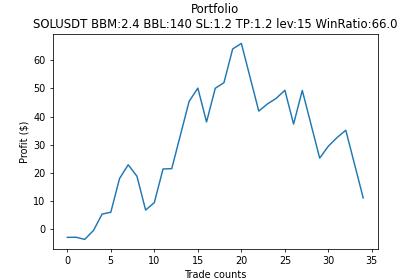 Portfolio
SOLUSDT BBM:2.4 BBL:140 SL:1.2 TP:1.2 lev:15 WinRatio:66.0
Profit ($)
60
50
40
30
20
10
0
0 5 10 15 20 25 30 35
Trade counts